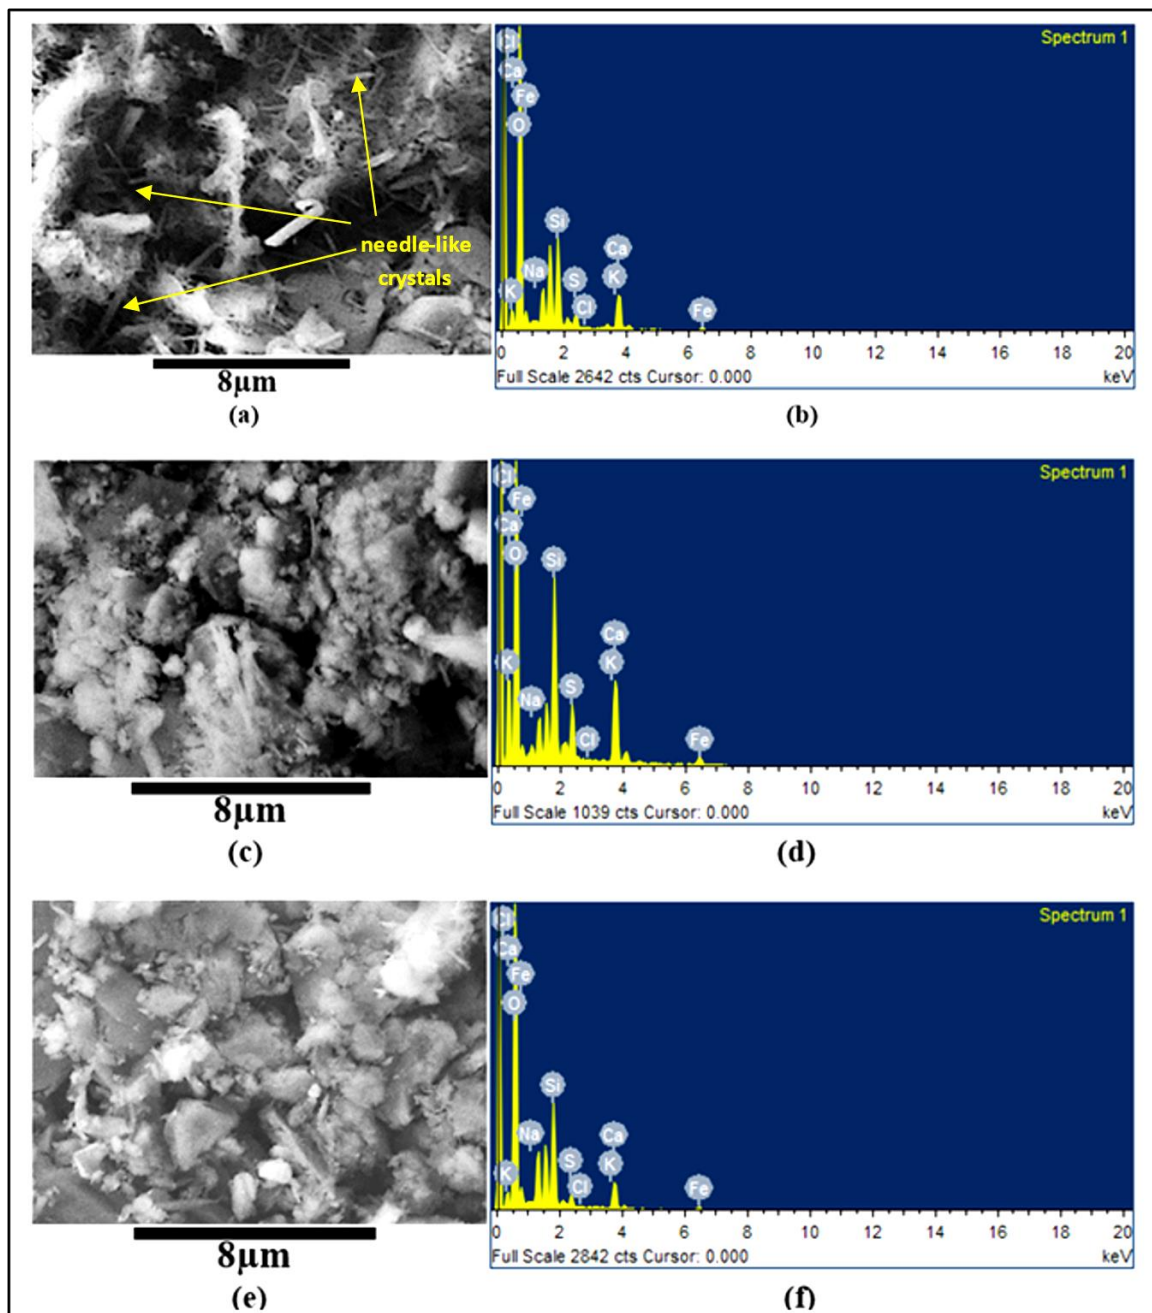 Spectrum 1
Cl
Ca
Fe
O
Si
Ca
Na
S
K
K
Cl
Fe
needle-like
crystals
0 2 4 6 8 10 12 14 16 18 20
Full Scale 2642 cts Cursor: 0.000 keV
8µm
(a) (b)
Spectrum 1
Cl
Fe
Ca
O
Si
Ca
K
K
Na
S
Cl
Fe
0 2 4 6 8 10 12 14 16 18 20
Full Scale 1039 cts Cursor: 0.000 keV
8µm
(c) (d)
Spectrum 1
Cl
Ca
Fe
O
Si
Na
Ca
S
K
K
Cl
Fe
0 2 4 6 8 10 12 14 16 18 20
Full Scale 2842 cts Cursor: 0.000 keV
8µm
(e) (f)